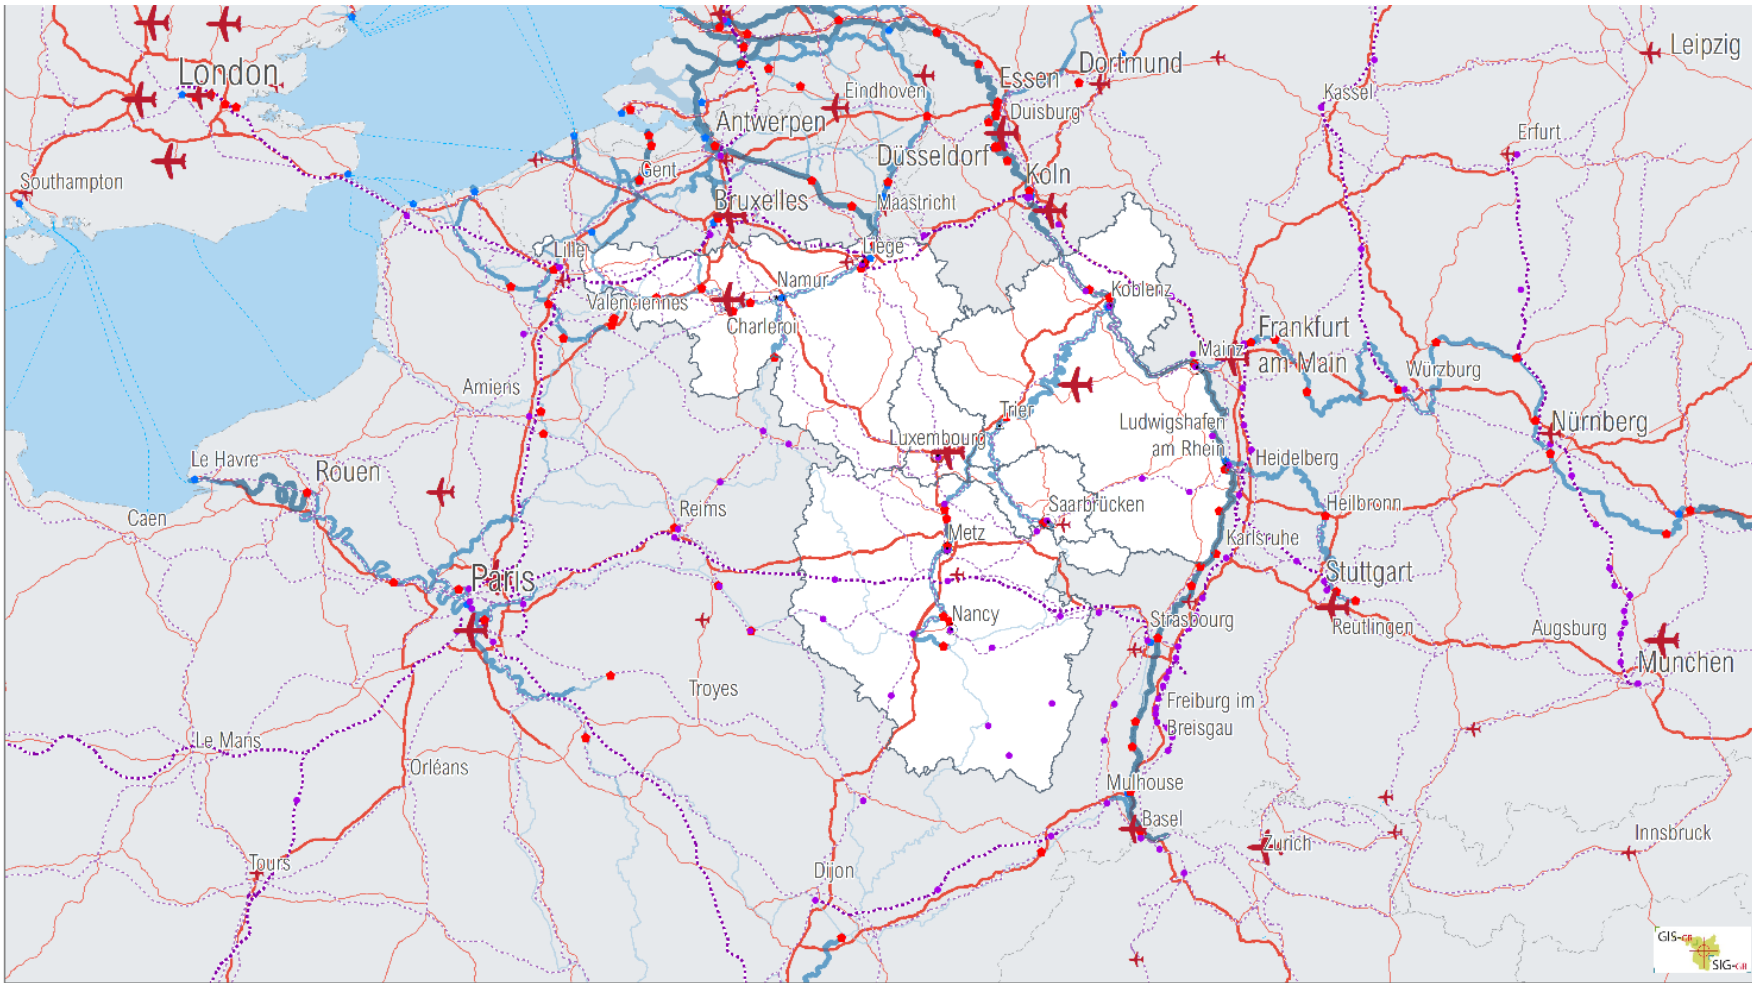 London
Leipzig
Essen
Dortmund
Eindhoven
Kassel
Duisburg
Antwerpen
Erfurt
Düsseldorf
Southampton
Gent
Köln
Bruxelles
Maastricht
Lille
Liège
Namur
Koblenz
Valenciennes
Charleroi
Frankfurt
am Main
Mainz
Würzburg
Amiens
Trier
Ludwigshafen
am Rhein
Nürnberg
Luxembourg
Le Havre
Rouen
Heidelberg
Caen
Reims
Saarbrücken
Heilbronn
Metz
Karlsruhe
Paris
Stuttgart
Nancy
Strasbourg
Reutlingen
Augsburg
München
Troyes
Freiburg im
Breisgau
Le Mans
Orléans
Mulhouse
Basel
Zürich
Innsbruck
Tours
Dijon
GIS-GR
SIG-GR